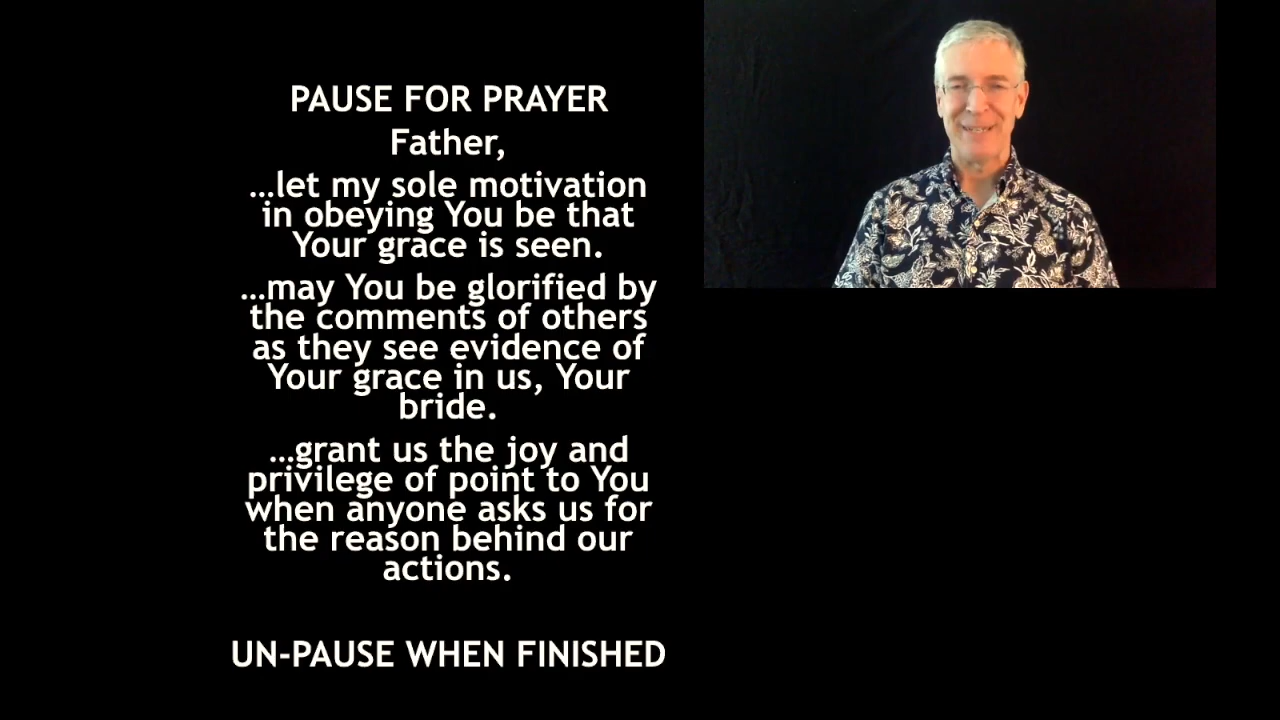 PAUSE FOR PRAYER
Father,
…let my sole motivation
in obeying You be that
Your grace is seen.
…may You be glorified by
the comments of others
as they see evidence of
Your grace in us, Your
bride.
…grant us the joy and
privilege of point to You
when anyone asks us for
the reason behind our
actions.
UN-PAUSE WHEN FINISHED